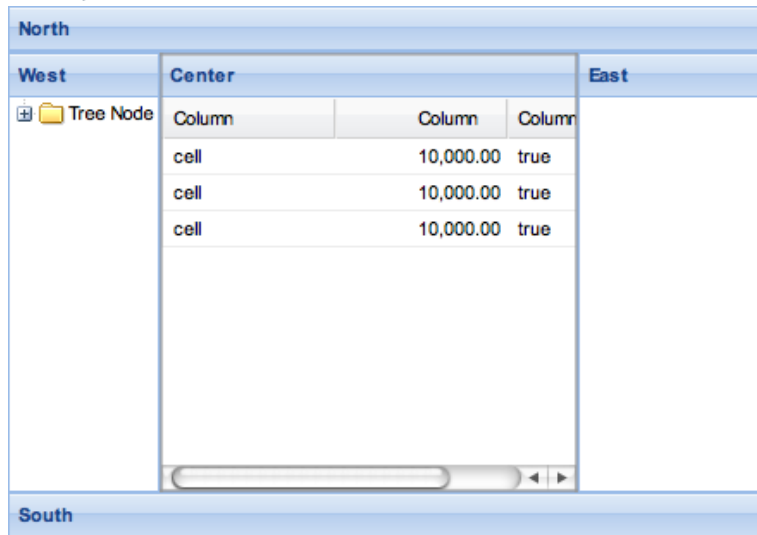 North
West Center East
Tree Node Column Column Column
cell 10,000.00 true
cell 10,000.00 true
cell 10,000.00 true
South